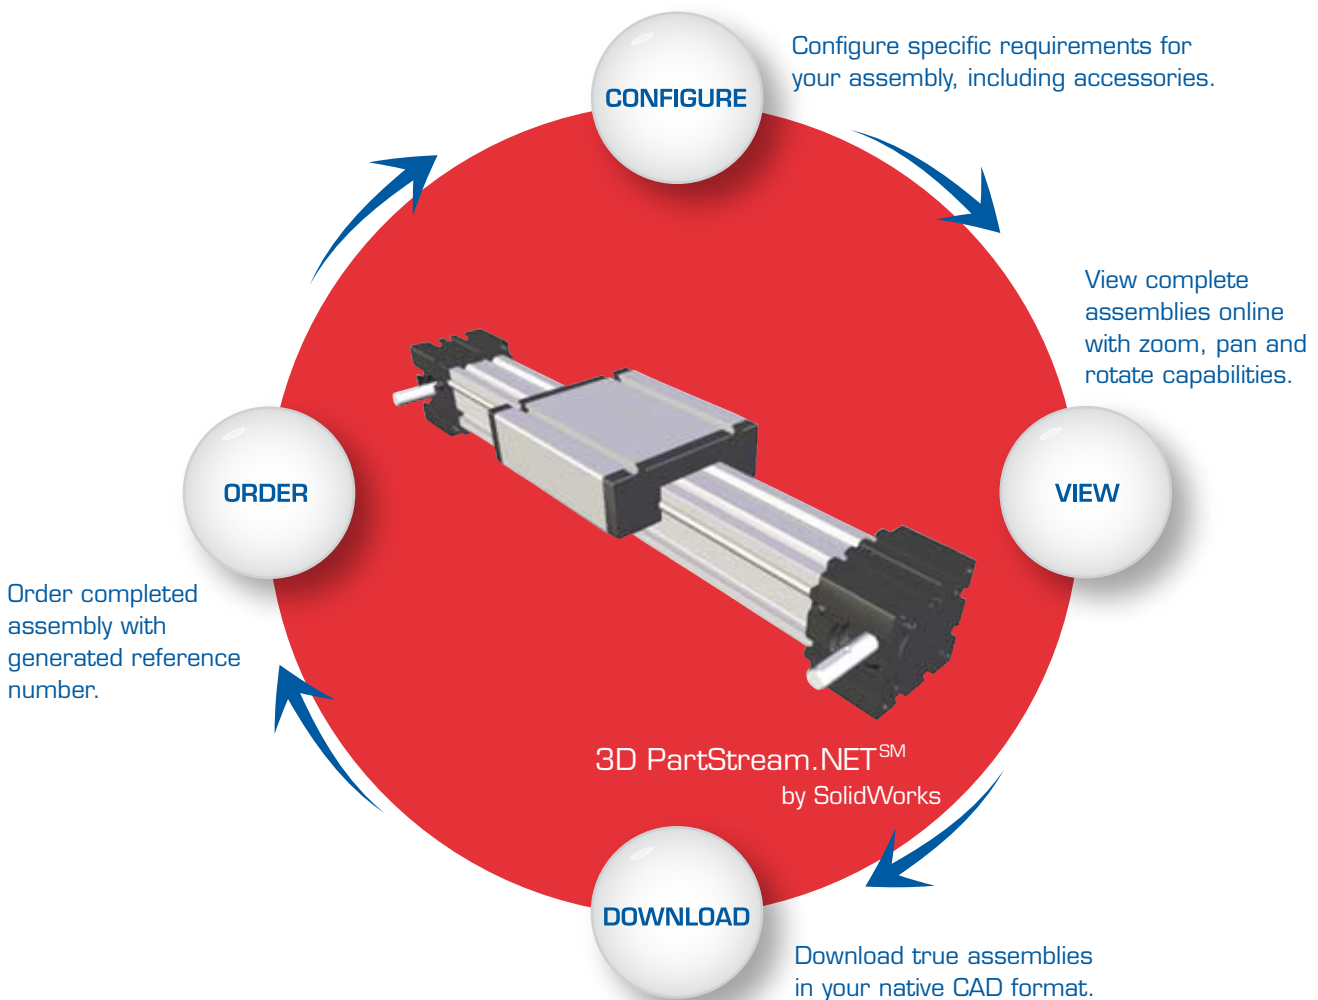 CONFIGURE
Configure specific requirements for
your assembly, including accessories.
View complete
assemblies online
with zoom, pan and
rotate capabilities.
VIEW
ORDER
Order completed
assembly with
generated reference
number.
3D PartStream.NET℠
by SolidWorks
DOWNLOAD
Download true assemblies
in your native CAD format.